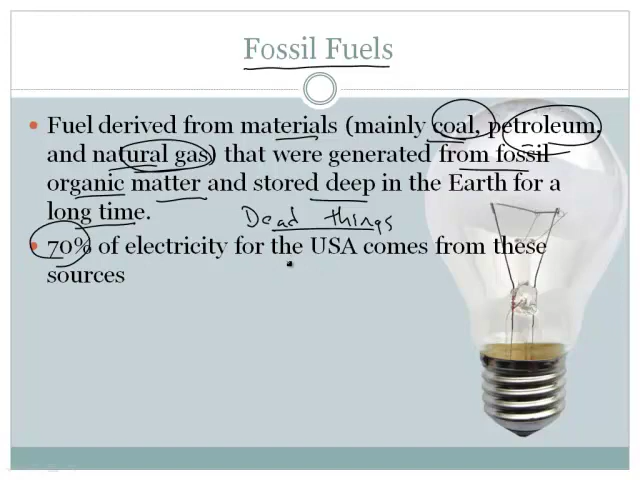 Fossil Fuels
• Fuel derived from materials (mainly coal, petroleum,
and natural gas) that were generated from fossil
organic matter and stored deep in the Earth for a
long time.
Dead things
• 70% of electricity for the USA comes from these
sources